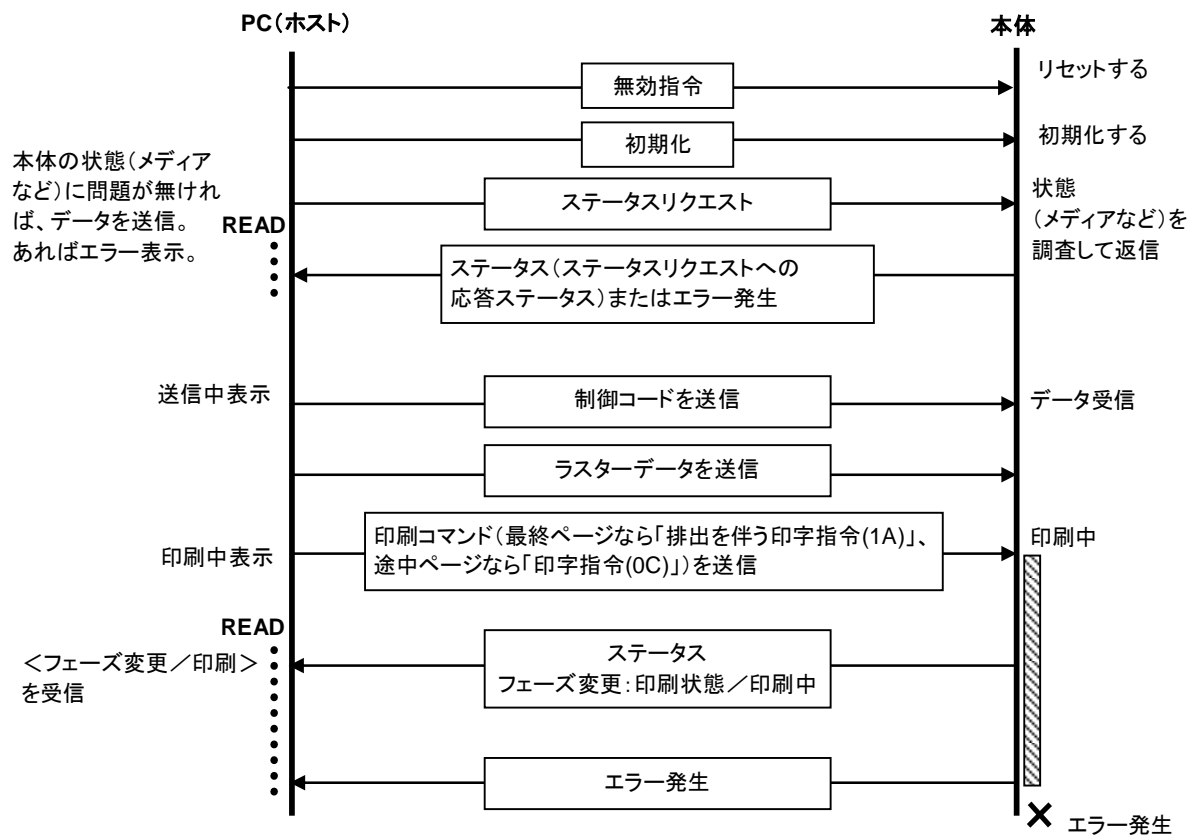 PC（ホスト）
本体
無効指令
リセットする
初期化
初期化する
本体の状態（メディア
など）に問題が無けれ
ば、データを送信。
あればエラー表示。
READ
ステータスリクエスト
状態
（メディアなど）を
調査して返信
ステータス（ステータスリクエストへの
応答ステータス）またはエラー発生
送信中表示
制御コードを送信
データ受信
ラスターデータを送信
印刷中表示
印刷コマンド（最終ページなら「排出を伴う印字指令(1A)」、
途中ページなら「印字指令(0C)」）を送信
印刷中
READ
＜フェーズ変更／印刷＞
を受信
ステータス
フェーズ変更：印刷状態／印刷中
エラー発生
エラー発生